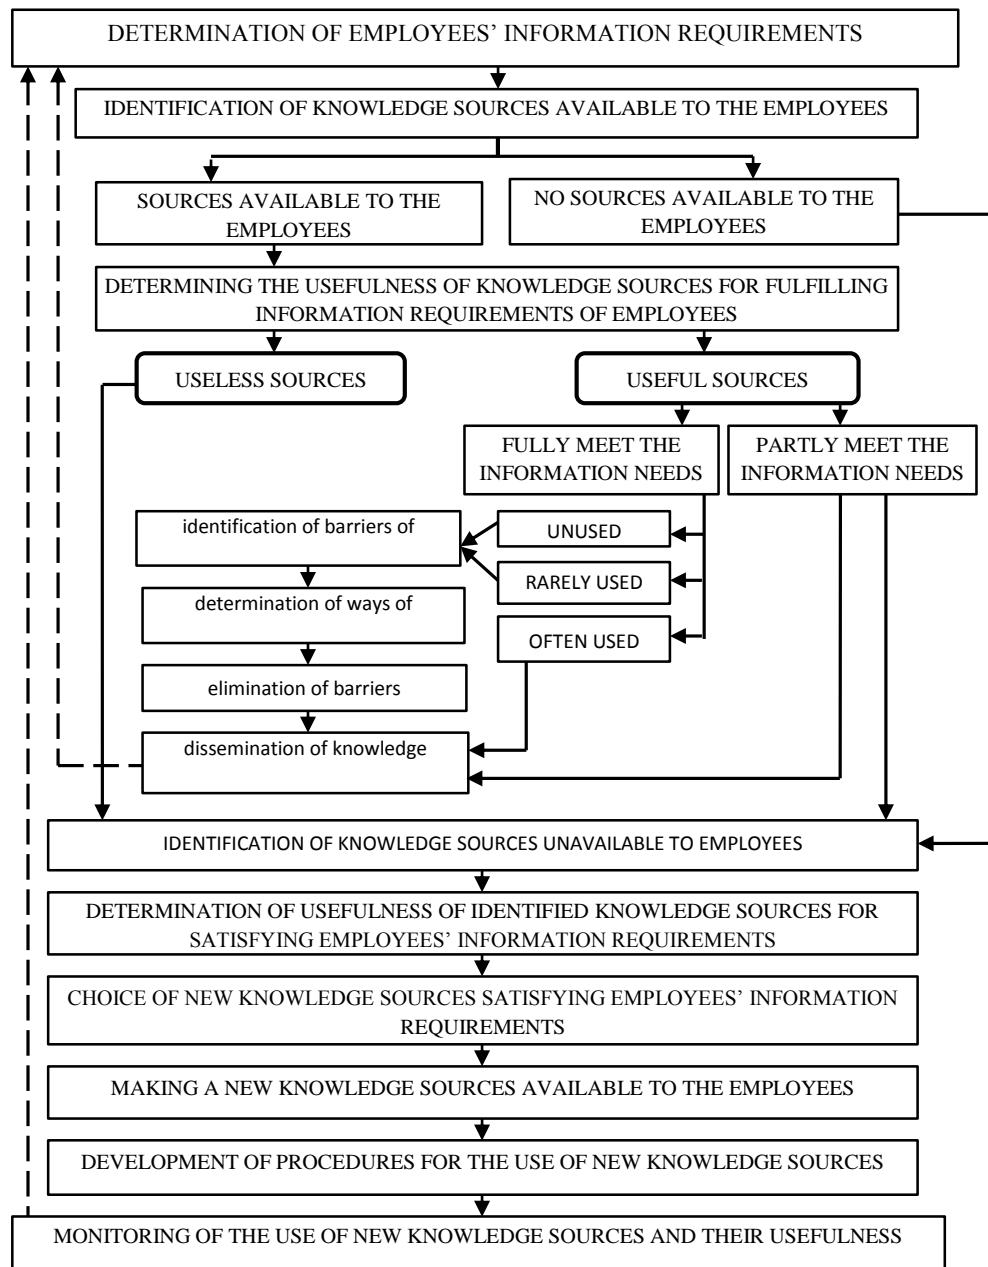 DETERMINATION OF EMPLOYEES’ INFORMATION REQUIREMENTS
IDENTIFICATION OF KNOWLEDGE SOURCES AVAILABLE TO THE EMPLOYEES
SOURCES AVAILABLE TO THE
EMPLOYEES
NO SOURCES AVAILABLE TO THE
EMPLOYEES
DETERMINING THE USEFULNESS OF KNOWLEDGE SOURCES FOR FULFILLING
INFORMATION REQUIREMENTS OF EMPLOYEES
USELESS SOURCES
USEFUL SOURCES
FULLY MEET THE
INFORMATION NEEDS
PARTLY MEET THE
INFORMATION NEEDS
identification of barriers of
UNUSED
RARELY USED
determination of ways of
OFTEN USED
elimination of barriers
dissemination of knowledge
IDENTIFICATION OF KNOWLEDGE SOURCES UNAVAILABLE TO EMPLOYEES
DETERMINATION OF USEFULNESS OF IDENTIFIED KNOWLEDGE SOURCES FOR
SATISFYING EMPLOYEES’ INFORMATION REQUIREMENTS
CHOICE OF NEW KNOWLEDGE SOURCES SATISFYING EMPLOYEES’ INFORMATION
REQUIREMENTS
MAKING A NEW KNOWLEDGE SOURCES AVAILABLE TO THE EMPLOYEES
DEVELOPMENT OF PROCEDURES FOR THE USE OF NEW KNOWLEDGE SOURCES
MONITORING OF THE USE OF NEW KNOWLEDGE SOURCES AND THEIR USEFULNESS